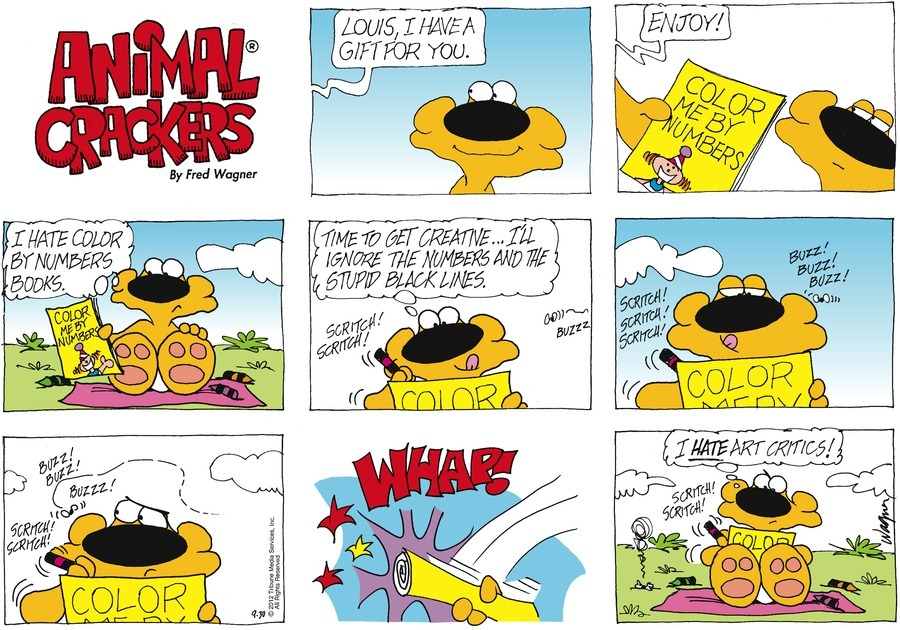 ANIMAL®
CRACKERS
By Fred Wagner
LOUIS, I HAVE A
GIFT FOR YOU.
ENJOY!
COLOR
ME BY
NUMBERS
I HATE COLOR
BY NUMBERS
BOOKS.
COLOR
ME BY
NUMBERS
TIME TO GET CREATIVE... I'LL
IGNORE THE NUMBERS AND THE
STUPID BLACK LINES.
SCRITCH!
SCRITCH!
BUZZZ
COLOR
SCRITCH!
SCRITCH!
SCRITCH!
BUZZ!
BUZZ!
BUZZ!
COLOR
ME BY
BUZZ!
BUZZ!
BUZZZ!
SCRITCH!
SCRITCH!
COLOR
ME BY
9-30
© 2012 Tribune Media Services, Inc.
All Rights Reserved
WHAP!
I HATE ART CRITICS!
SCRITCH!
SCRITCH!
COLOR
WAGNER